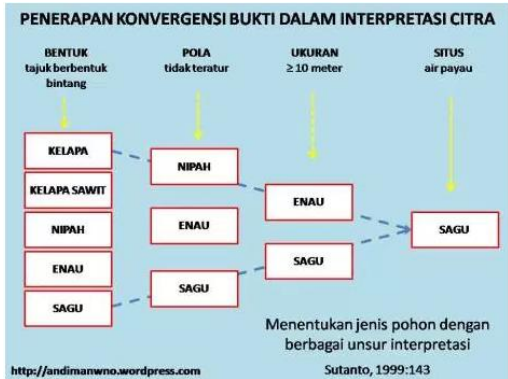 PENERAPAN KONVERGENSI BUKTI DALAM INTERPRETASI CITRA
BENTUK
tajuk berbentuk
bintang
POLA
tidak teratur
UKURAN
≥ 10 meter
SITUS
air payau
KELAPA
KELAPA SAWIT
NIPAH
ENAU
SAGU
NIPAH
ENAU
SAGU
ENAU
SAGU
SAGU
Menentukan jenis pohon dengan
berbagai unsur interpretasi
http://andimanwno.wordpress.com
Sutanto, 1999:143